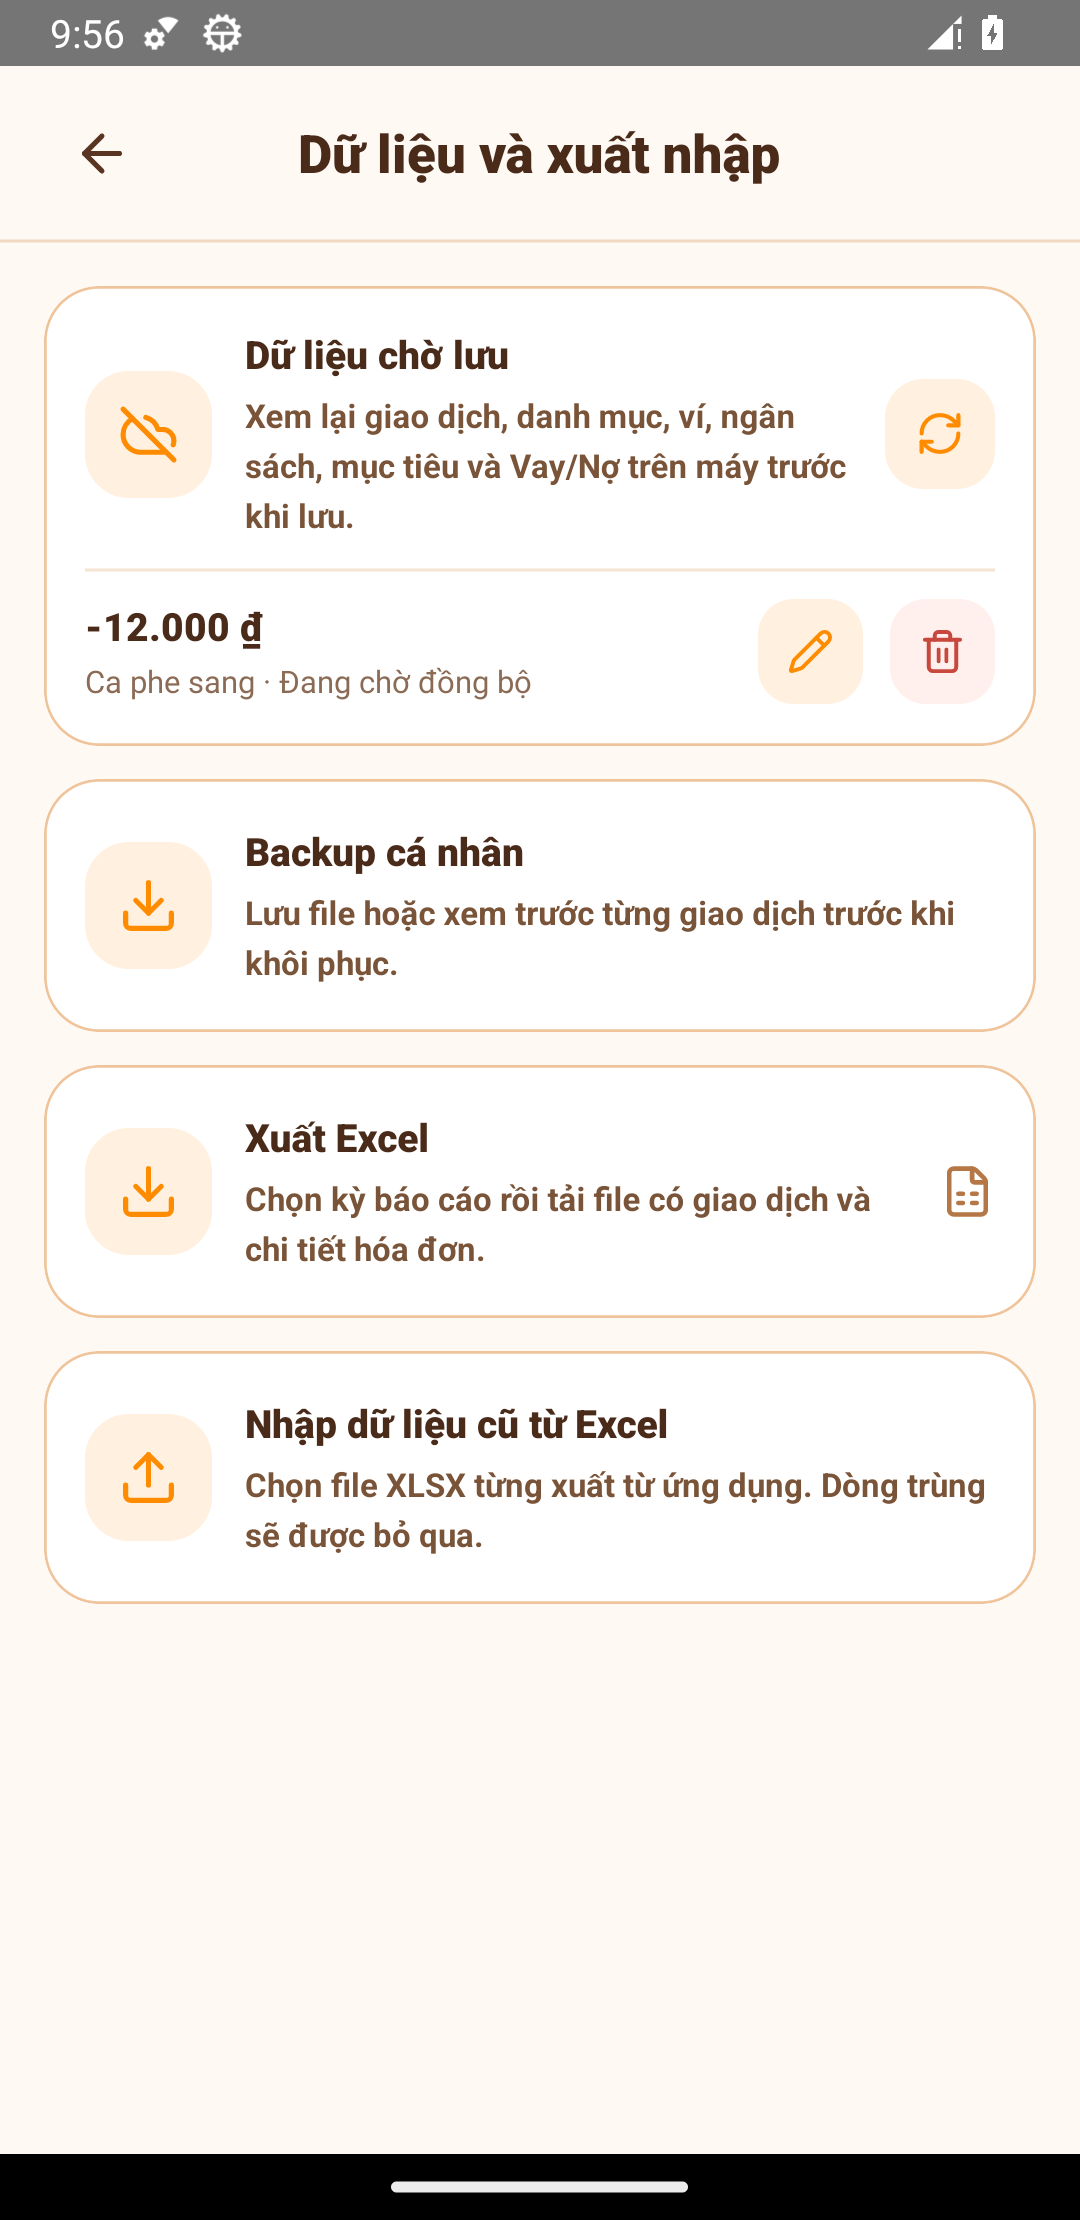 9:56
Dữ liệu và xuất nhập
Dữ liệu chờ lưu
Xem lại giao dịch, danh mục, ví, ngân
sách, mục tiêu và Vay/Nợ trên máy trước
khi lưu.
-12.000 ₫
Ca phe sang · Đang chờ đồng bộ
Backup cá nhân
Lưu file hoặc xem trước từng giao dịch trước khi
khôi phục.
Xuất Excel
Chọn kỳ báo cáo rồi tải file có giao dịch và
chi tiết hóa đơn.
Nhập dữ liệu cũ từ Excel
Chọn file XLSX từng xuất từ ứng dụng. Dòng trùng
sẽ được bỏ qua.